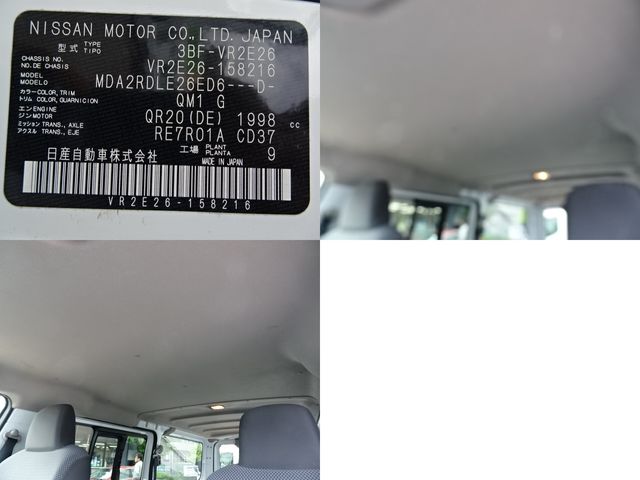 NISSAN MOTOR CO.,LTD. JAPAN
型式 TYPE TIPO 3BF-VR2E26
CHASSIS NO. NO. DE CHASIS VR2E26-158216
MODEL MODELO MDA2RDLE26ED6---D-
カラー COLOR, TRIM トリム COLOR, GUARNICION QM1 G
エンジン ENGINE MOTOR QR20(DE) 1998 cc
ミッション TRANS., AXLE アクスル TRANS., EJE RE7R01A CD37
工場 PLANT PLANTA 9
日産自動車株式会社 MADE IN JAPAN
VR2E26-158216